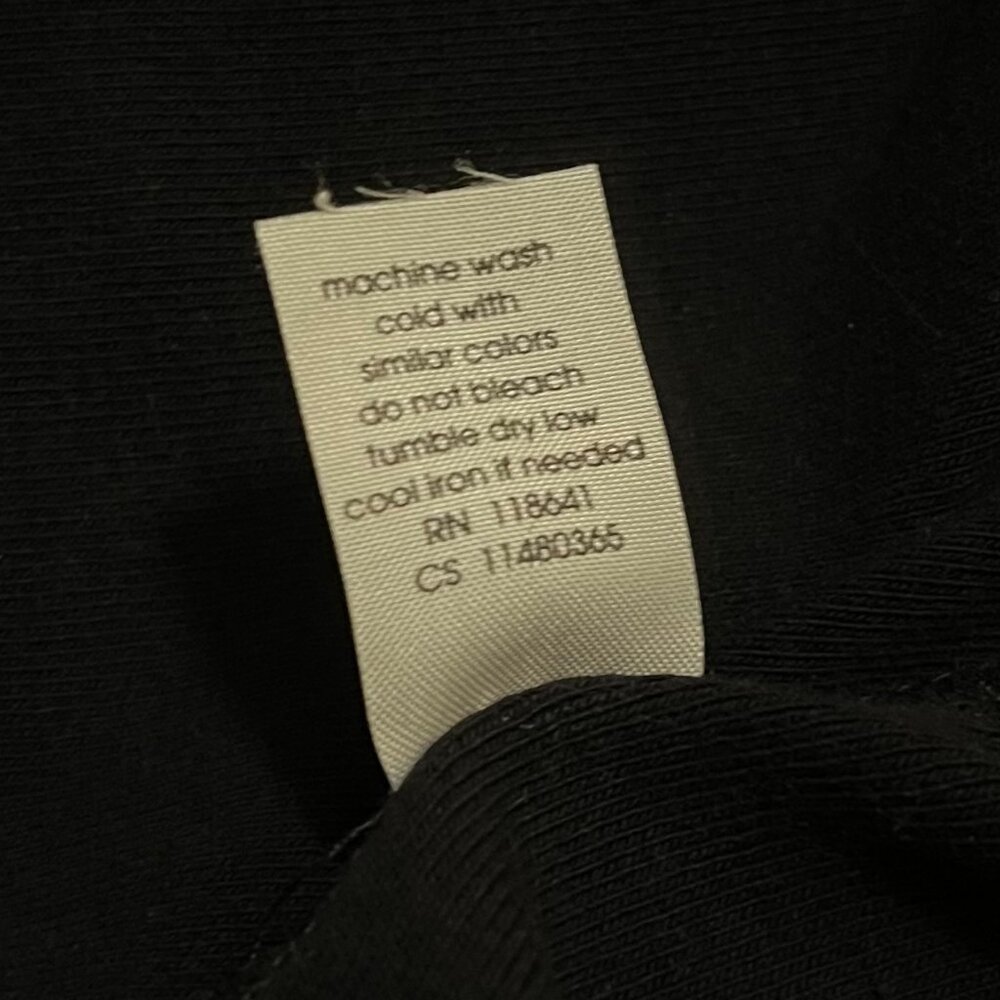 machine wash
cold with
similar colors
do not bleach
tumble dry low
cool iron if needed
RN 118641
CS 11480365